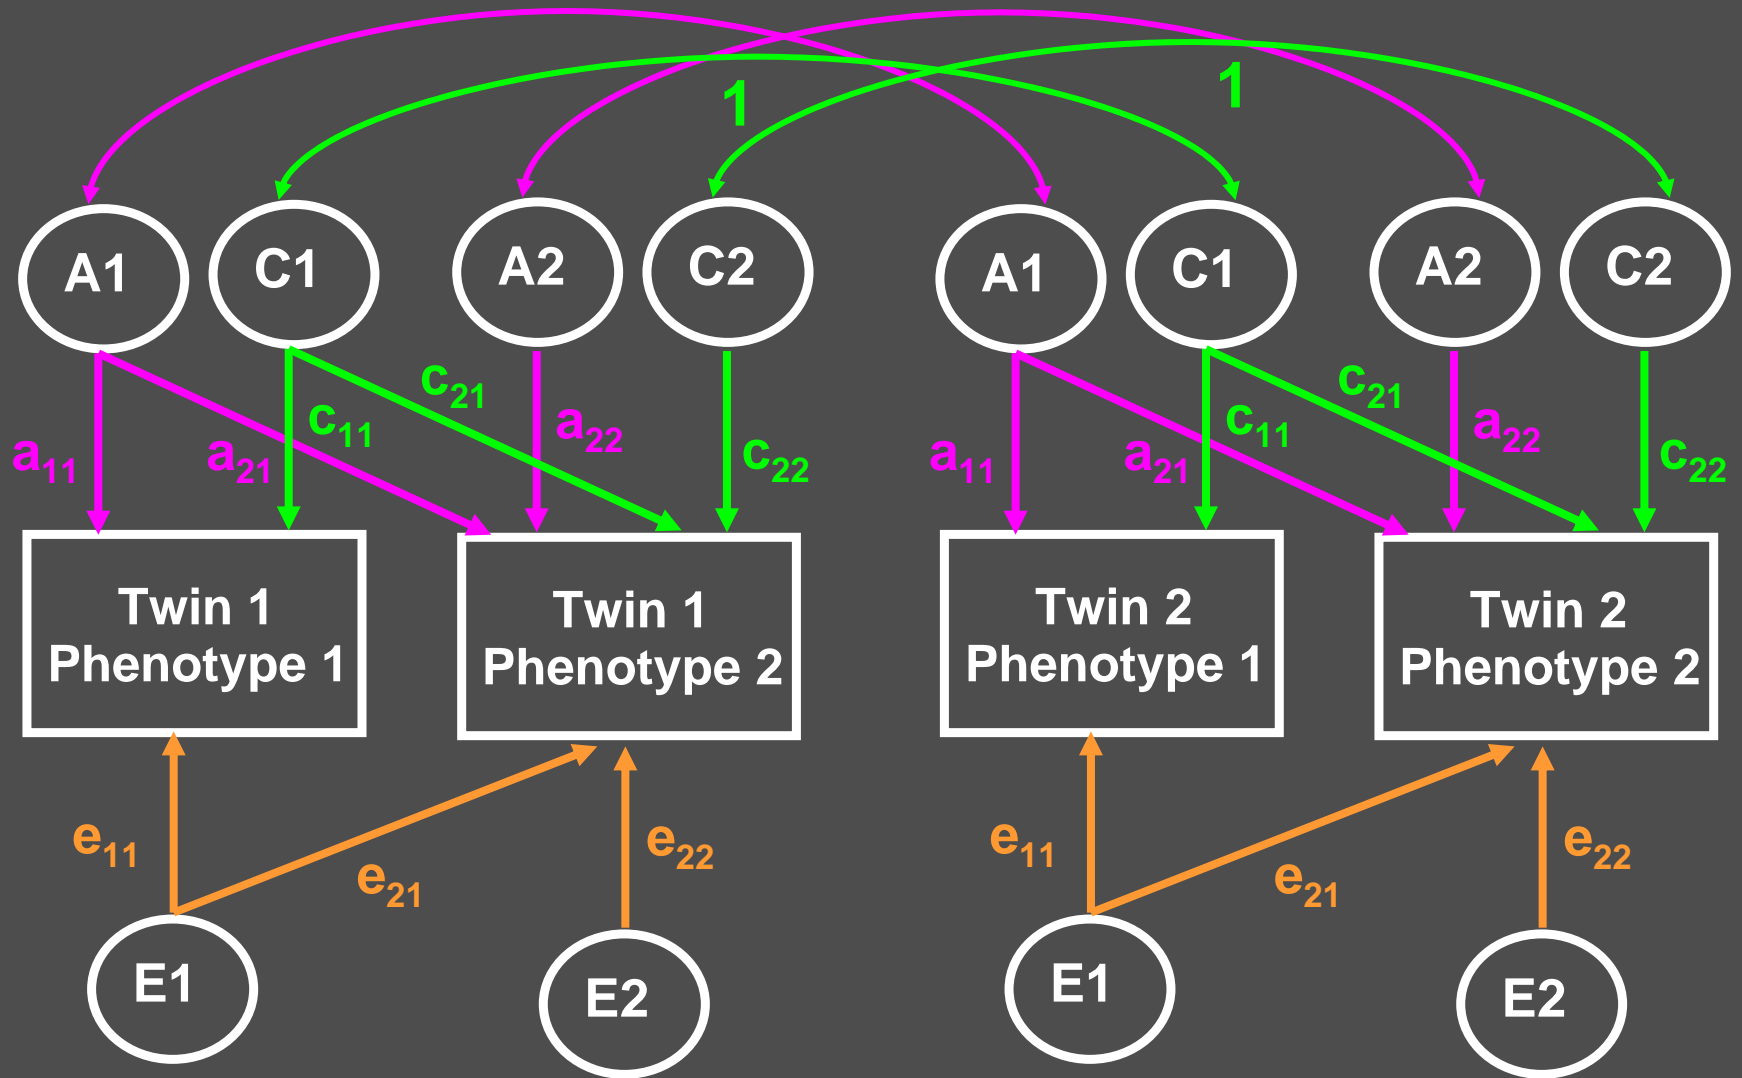 1 1
A1 C1 A2 C2 A1 C1 A2 C2
a11 a21 c11 c21 a22 c22 a11 a21 c11 c21 a22 c22
Twin 1
Phenotype 1
Twin 1
Phenotype 2
Twin 2
Phenotype 1
Twin 2
Phenotype 2
e11 e21 e22 e11 e21 e22
E1 E2 E1 E2